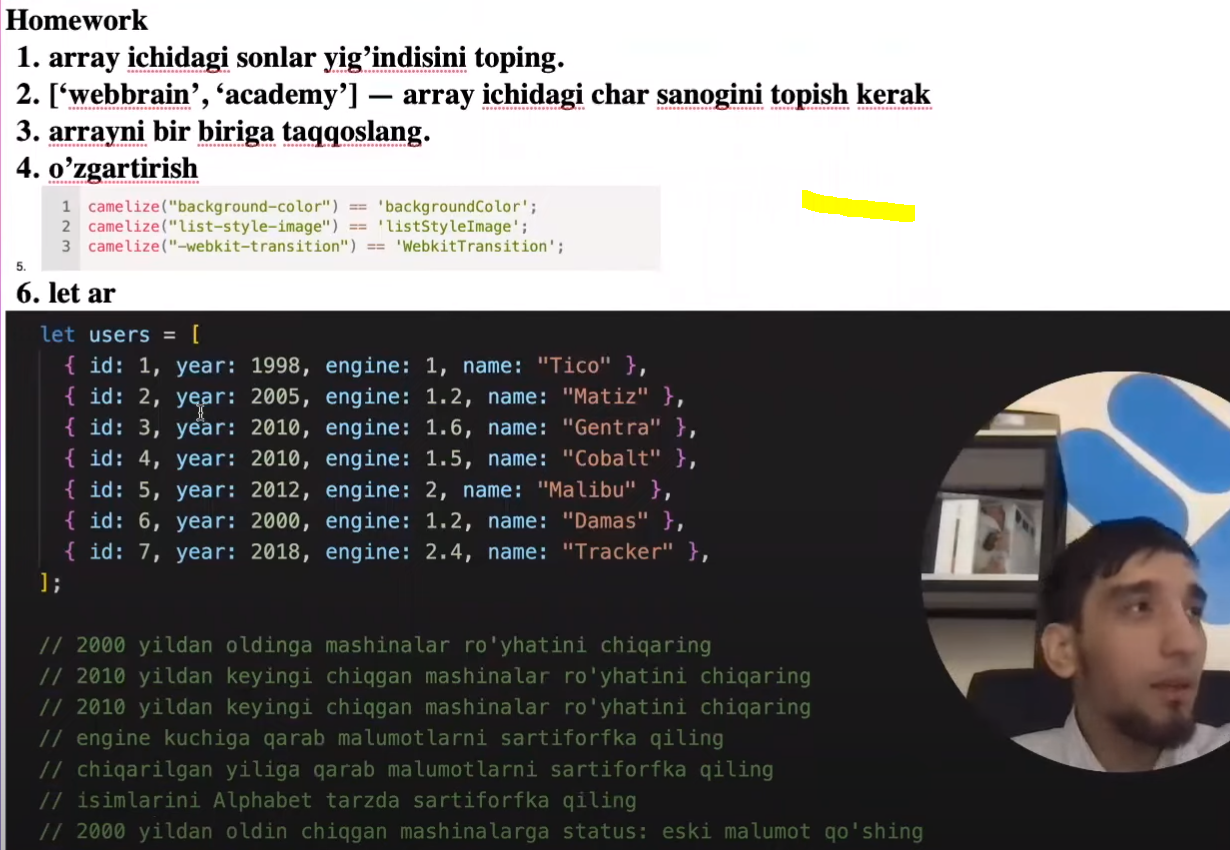 Homework
1. array ichidagi sonlar yig’indisini toping.
2. [‘webbrain’, ‘academy’] — array ichidagi char sanogini topish kerak
3. arrayni bir biriga taqqoslang.
4. o’zgartirish
1 camelize("background-color") == 'backgroundColor';
2 camelize("list-style-image") == 'listStyleImage';
3 camelize("-webkit-transition") == 'WebkitTransition';
5.
6. let ar
let users = [
{ id: 1, year: 1998, engine: 1, name: "Tico" },
{ id: 2, year: 2005, engine: 1.2, name: "Matiz" },
{ id: 3, year: 2010, engine: 1.6, name: "Gentra" },
{ id: 4, year: 2010, engine: 1.5, name: "Cobalt" },
{ id: 5, year: 2012, engine: 2, name: "Malibu" },
{ id: 6, year: 2000, engine: 1.2, name: "Damas" },
{ id: 7, year: 2018, engine: 2.4, name: "Tracker" },
];
// 2000 yildan oldinga mashinalar ro'yhatini chiqaring
// 2010 yildan keyingi chiqgan mashinalar ro'yhatini chiqaring
// 2010 yildan keyingi chiqgan mashinalar ro'yhatini chiqaring
// engine kuchiga qarab malumotlarni sartiforfka qiling
// chiqarilgan yiliga qarab malumotlarni sartiforfka qiling
// isimlarini Alphabet tarzda sartiforfka qiling
// 2000 yildan oldin chiqgan mashinalarga status: eski malumot qo'shing